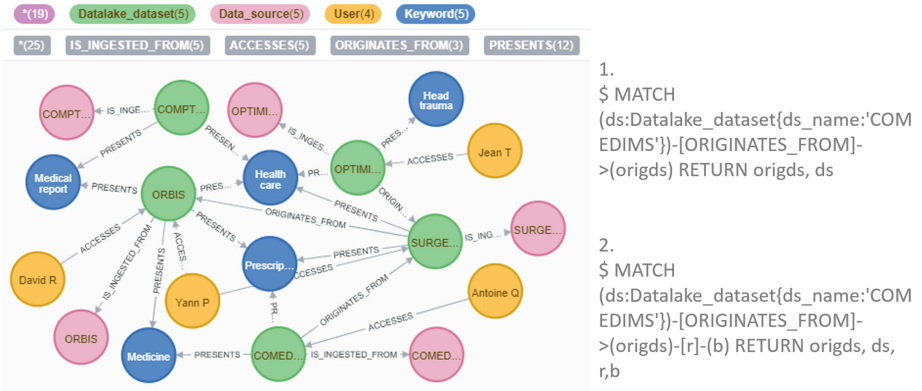 *(19) Datalake_dataset(5) Data_source(5) User(4) Keyword(5)
*(25) IS_INGESTED_FROM(5) ACCESSES(5) ORIGINATES_FROM(3) PRESENTS(12)
Head
trauma
COMPT…
IS_INGE…
COMPT…
OPTIMI…
PRESENTS
PRESEN…
IS_INGES…
PRES…
Jean T
ACCESSES
Medical
report
PRESENTS
ORBIS
PRES…
Health
care
PR…
OPTIMI…
ORIGIN…
PRESENTS
ORIGINATES_FROM
ACCESSES
PRESENTS
SURGE…
IS_ING…
SURGE…
David R
IS_INGESTED_FROM
PRESENTS
ACCES…
Prescrip…
PRESENTS
ACCESSES
Yann P
ORIGINATES_FROM
Antoine Q
ACCESSES
ORBIS
Medicine
PRESENTS
PR…
COMED…
IS_INGESTED_FROM
COMED…
1.
$ MATCH
(ds:Datalake_dataset{ds_name:'COM
EDIMS'})-[ORIGINATES_FROM]-
>(origds) RETURN origds, ds
2.
$ MATCH
(ds:Datalake_dataset{ds_name:'COM
EDIMS'})-[ORIGINATES_FROM]-
>(origds)-[r]-(b) RETURN origds, ds,
r,b